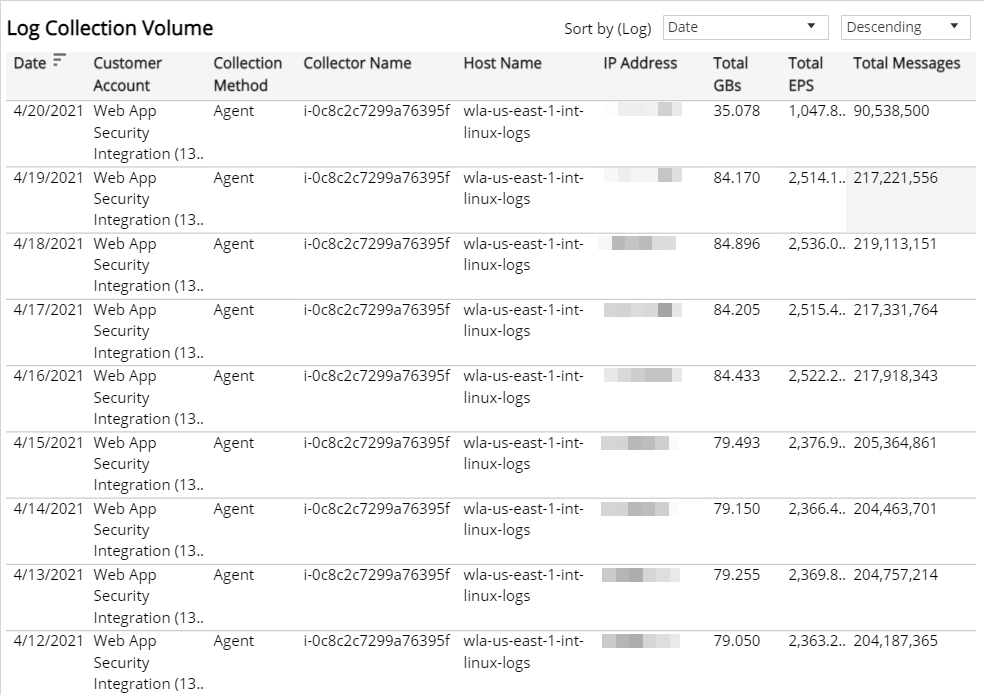 Log Collection Volume
Sort by (Log) Date Descending
Date Customer Account Collection Method Collector Name Host Name IP Address Total GBs Total EPS Total Messages
4/20/2021 Web App Security Integration (13.. Agent i-0c8c2c7299a76395f wla-us-east-1-int-linux-logs 35.078 1,047.8.. 90,538,500
4/19/2021 Web App Security Integration (13.. Agent i-0c8c2c7299a76395f wla-us-east-1-int-linux-logs 84.170 2,514.1.. 217,221,556
4/18/2021 Web App Security Integration (13.. Agent i-0c8c2c7299a76395f wla-us-east-1-int-linux-logs 84.896 2,536.0.. 219,113,151
4/17/2021 Web App Security Integration (13.. Agent i-0c8c2c7299a76395f wla-us-east-1-int-linux-logs 84.205 2,515.4.. 217,331,764
4/16/2021 Web App Security Integration (13.. Agent i-0c8c2c7299a76395f wla-us-east-1-int-linux-logs 84.433 2,522.2.. 217,918,343
4/15/2021 Web App Security Integration (13.. Agent i-0c8c2c7299a76395f wla-us-east-1-int-linux-logs 79.493 2,376.9.. 205,364,861
4/14/2021 Web App Security Integration (13.. Agent i-0c8c2c7299a76395f wla-us-east-1-int-linux-logs 79.150 2,366.4.. 204,463,701
4/13/2021 Web App Security Integration (13.. Agent i-0c8c2c7299a76395f wla-us-east-1-int-linux-logs 79.255 2,369.8.. 204,757,214
4/12/2021 Web App Security Integration (13.. Agent i-0c8c2c7299a76395f wla-us-east-1-int-linux-logs 79.050 2,363.2.. 204,187,365